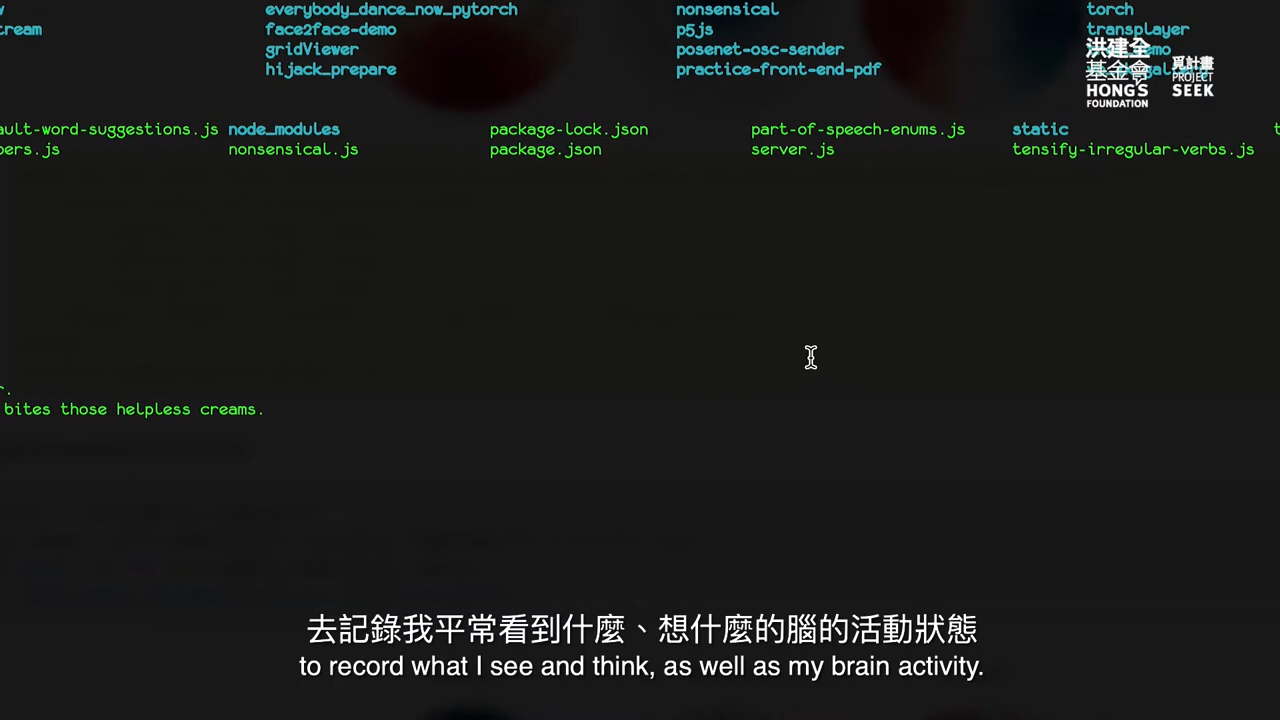 everybody_dance_now_pytorch nonsensical torch
ream face2face-demo p5js transplayer
gridViewer posenet-osc-sender
hijack_prepare practice-front-end-pdf
洪建全
基金會
HONG'S
FOUNDATION
覓計畫
PROJECT
SEEK
ault-word-suggestions.js node_modules package-lock.json part-of-speech-enums.js static
bers.js nonsensical.js package.json server.js tensify-irregular-verbs.js
r.
bites those helpless creams.
去記錄我平常看到什麼、想什麼的腦的活動狀態
to record what I see and think, as well as my brain activity.